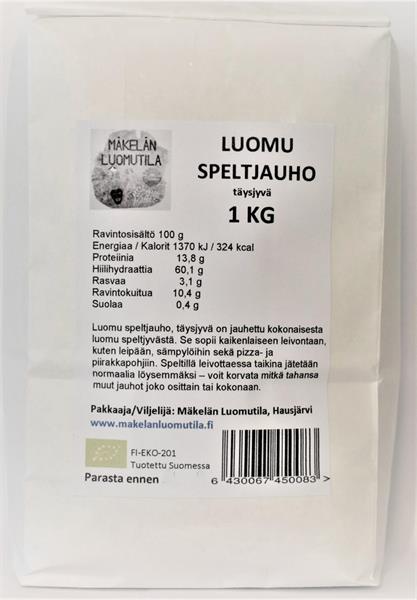 MÄKELÄN
LUOMUTILA
LUOMU
SPELTJAUHO
täysjyvä
1 KG
Ravintosisältö 100 g
Energiaa / Kalorit 1370 kJ / 324 kcal
Proteiinia 13,8 g
Hiilihydraattia 60,1 g
Rasvaa 3,1 g
Ravintokuitua 10,4 g
Suolaa 0,4 g
Luomu speltjauho, täysjyvä on jauhettu kokonaisesta
luomu speltjyvästä. Se sopii kaikenlaiseen leivontaan,
kuten leipään, sämpylöihin sekä pizza- ja
piirakkapohjiin. Speltillä leivottaessa taikina jätetään
normaalia löysemmäksi – voit korvata mitkä tahansa
muut jauhot joko osittain tai kokonaan.
Pakkaaja/Viljelijä: Mäkelän Luomutila, Hausjärvi
www.makelanluomutila.fi
FI-EKO-201
Tuotettu Suomessa
Parasta ennen
6 430067 450083 >